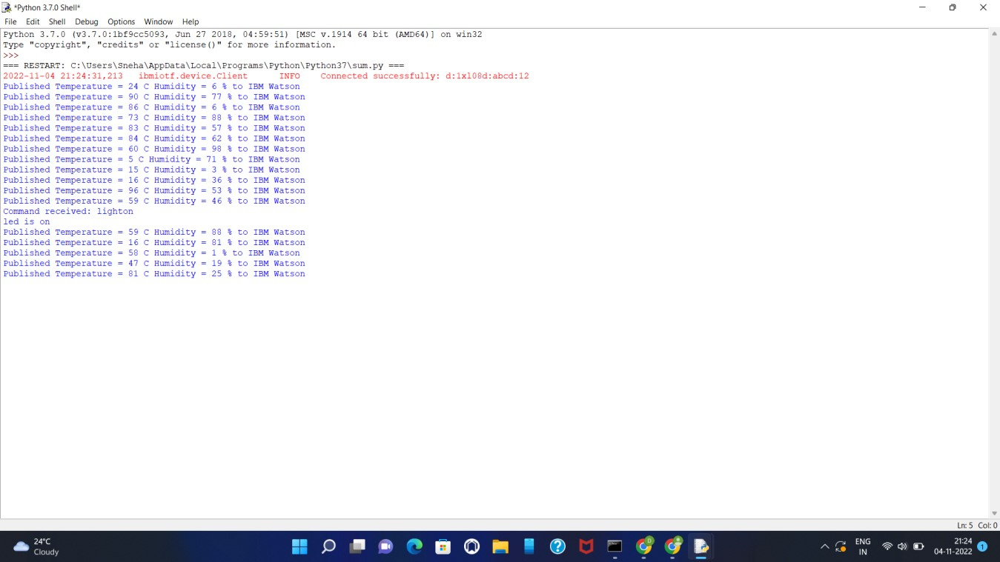 *Python 3.7.0 Shell*
File Edit Shell Debug Options Window Help
Python 3.7.0 (v3.7.0:1bf9cc5093, Jun 27 2018, 04:59:51) [MSC v.1914 64 bit (AMD64)] on win32
Type "copyright", "credits" or "license()" for more information.
>>>
=== RESTART: C:\Users\Sneha\AppData\Local\Programs\Python\Python37\sum.py ===
2022-11-04 21:24:31,213   ibmiotf.device.Client      INFO    Connected successfully: d:1xl08d:abcd:12
Published Temperature = 24 C Humidity = 6 % to IBM Watson
Published Temperature = 90 C Humidity = 77 % to IBM Watson
Published Temperature = 86 C Humidity = 6 % to IBM Watson
Published Temperature = 73 C Humidity = 88 % to IBM Watson
Published Temperature = 83 C Humidity = 57 % to IBM Watson
Published Temperature = 84 C Humidity = 62 % to IBM Watson
Published Temperature = 60 C Humidity = 98 % to IBM Watson
Published Temperature = 5 C Humidity = 71 % to IBM Watson
Published Temperature = 15 C Humidity = 3 % to IBM Watson
Published Temperature = 16 C Humidity = 36 % to IBM Watson
Published Temperature = 96 C Humidity = 53 % to IBM Watson
Published Temperature = 59 C Humidity = 46 % to IBM Watson
Command received: lighton
led is on
Published Temperature = 59 C Humidity = 88 % to IBM Watson
Published Temperature = 16 C Humidity = 81 % to IBM Watson
Published Temperature = 58 C Humidity = 1 % to IBM Watson
Published Temperature = 47 C Humidity = 19 % to IBM Watson
Published Temperature = 81 C Humidity = 25 % to IBM Watson
Ln: 5 Col: 0
24°C
Cloudy
D
ENG
IN
21:24
04-11-2022
1